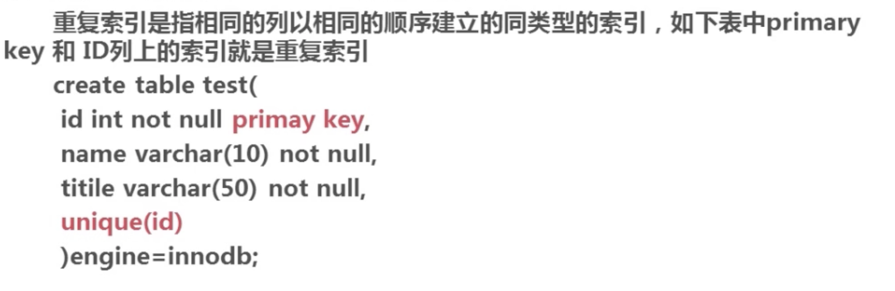 重复索引是指相同的列以相同的顺序建立的同类型的索引，如下表中primary
key 和 ID列上的索引就是重复索引
create table test(
id int not null primay key,
name varchar(10) not null,
titile varchar(50) not null,
unique(id)
)engine=innodb;